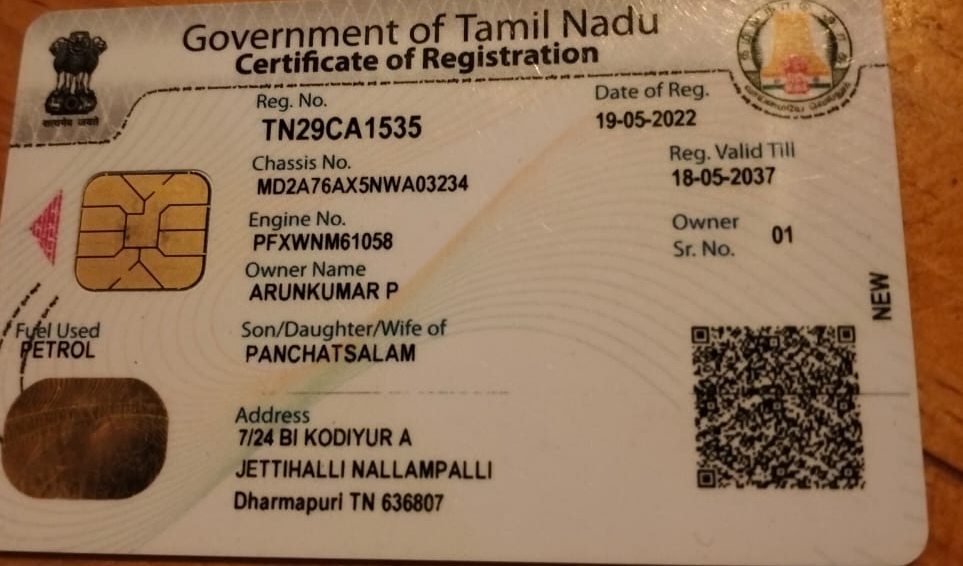 Government of Tamil Nadu
Certificate of Registration
सत्यमेव जयते
Reg. No.
TN29CA1535
Date of Reg.
19-05-2022
Chassis No.
MD2A76AX5NWA03234
Reg. Valid Till
18-05-2037
Engine No.
PFXWNM61058
Owner
Sr. No.
01
Owner Name
ARUNKUMAR P
NEW
Fuel Used
PETROL
Son/Daughter/Wife of
PANCHATSALAM
Address
7/24 BI KODIYUR A
JETTIHALLI NALLAMPALLI
Dharmapuri TN 636807